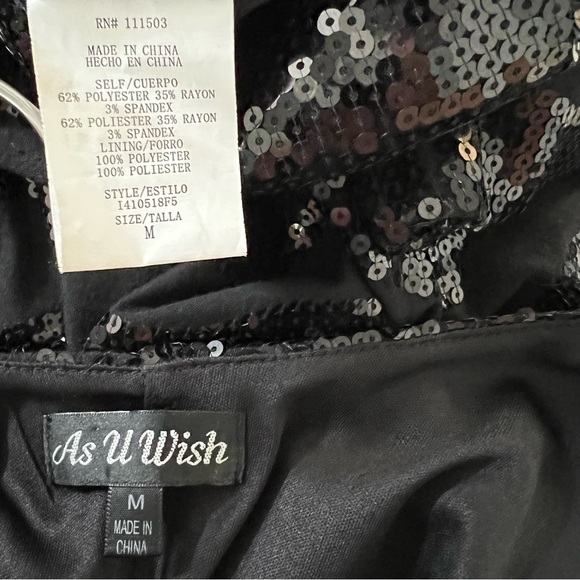 RN# 111503
MADE IN CHINA
HECHO EN CHINA
SELF/CUERPO
62% POLYESTER 35% RAYON
3% SPANDEX
62% POLIESTER 35% RAYON
3% SPANDEX
LINING/FORRO
100% POLYESTER
100% POLIESTER
STYLE/ESTILO
I410518F5
SIZE/TALLA
M
As U Wish
M
MADE IN
CHINA